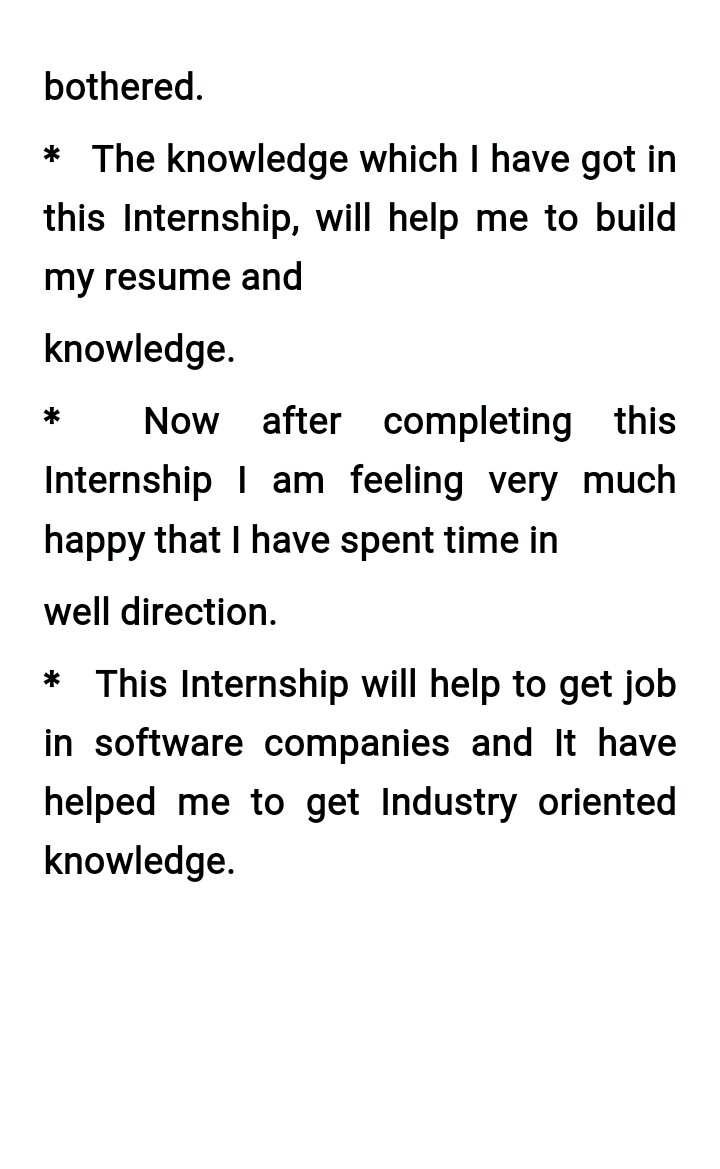 bothered.
* The knowledge which I have got in
this Internship, will help me to build
my resume and
knowledge.
* Now after completing this
Internship I am feeling very much
happy that I have spent time in
well direction.
* This Internship will help to get job
in software companies and It have
helped me to get Industry oriented
knowledge.